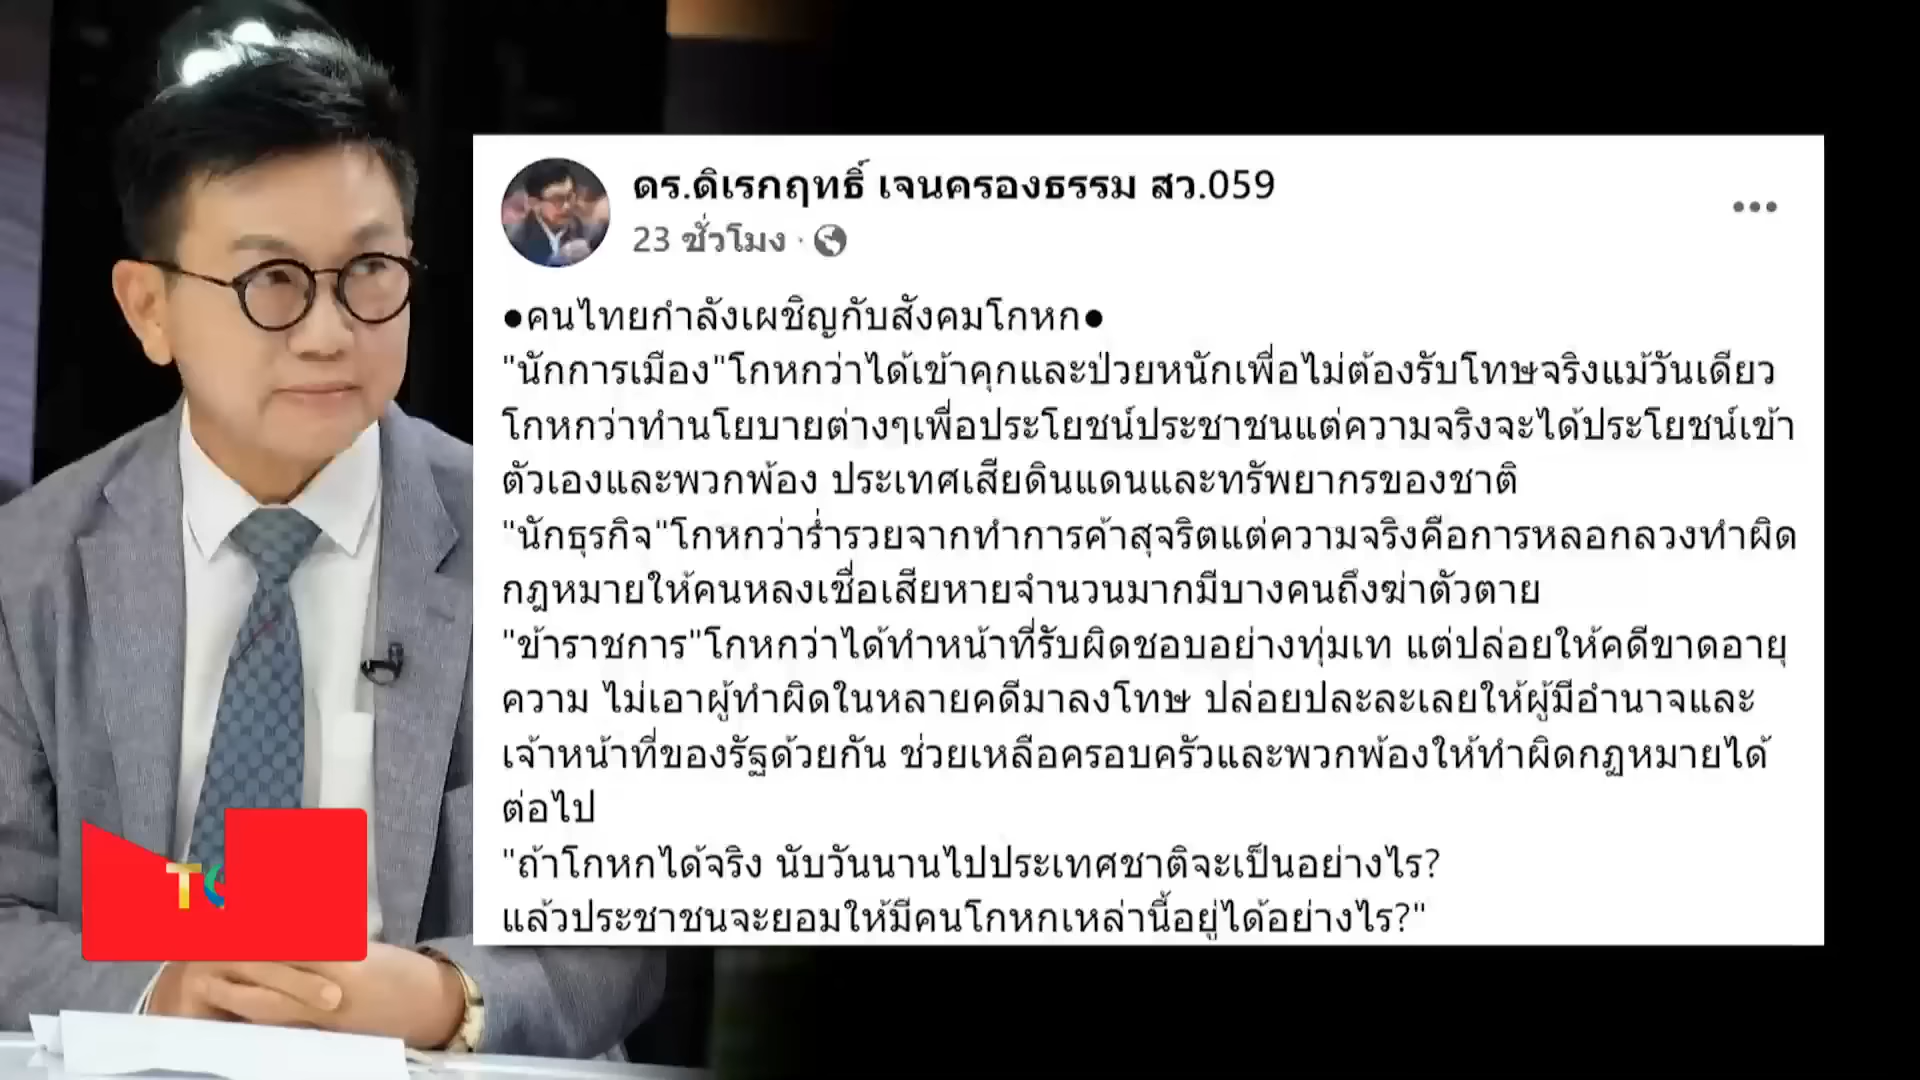 ดร.ดิเรกฤทธิ์ เจนครองธรรม สว.059
23 ชั่วโมง ·
●คนไทยกำลังเผชิญกับสังคมโกหก●
"นักการเมือง"โกหกว่าได้เข้าคุกและป่วยหนักเพื่อไม่ต้องรับโทษจริงแม้วันเดียว
โกหกว่าทำนโยบายต่างๆเพื่อประโยชน์ประชาชนแต่ความจริงจะได้ประโยชน์เข้า
ตัวเองและพวกพ้อง ประเทศเสียดินแดนและทรัพยากรของชาติ
"นักธุรกิจ"โกหกว่าร่ำรวยจากทำการค้าสุจริตแต่ความจริงคือการหลอกลวงทำผิด
กฎหมายให้คนหลงเชื่อเสียหายจำนวนมากมีบางคนถึงฆ่าตัวตาย
"ข้าราชการ"โกหกว่าได้ทำหน้าที่รับผิดชอบอย่างทุ่มเท แต่ปล่อยให้คดีขาดอายุ
ความ ไม่เอาผู้ทำผิดในหลายคดีมาลงโทษ ปล่อยปละละเลยให้ผู้มีอำนาจและ
เจ้าหน้าที่ของรัฐด้วยกัน ช่วยเหลือครอบครัวและพวกพ้องให้ทำผิดกฎหมายได้
ต่อไป
"ถ้าโกหกได้จริง นับวันนานไปประเทศชาติจะเป็นอย่างไร?
แล้วประชาชนจะยอมให้มีคนโกหกเหล่านี้อยู่ได้อย่างไร?"